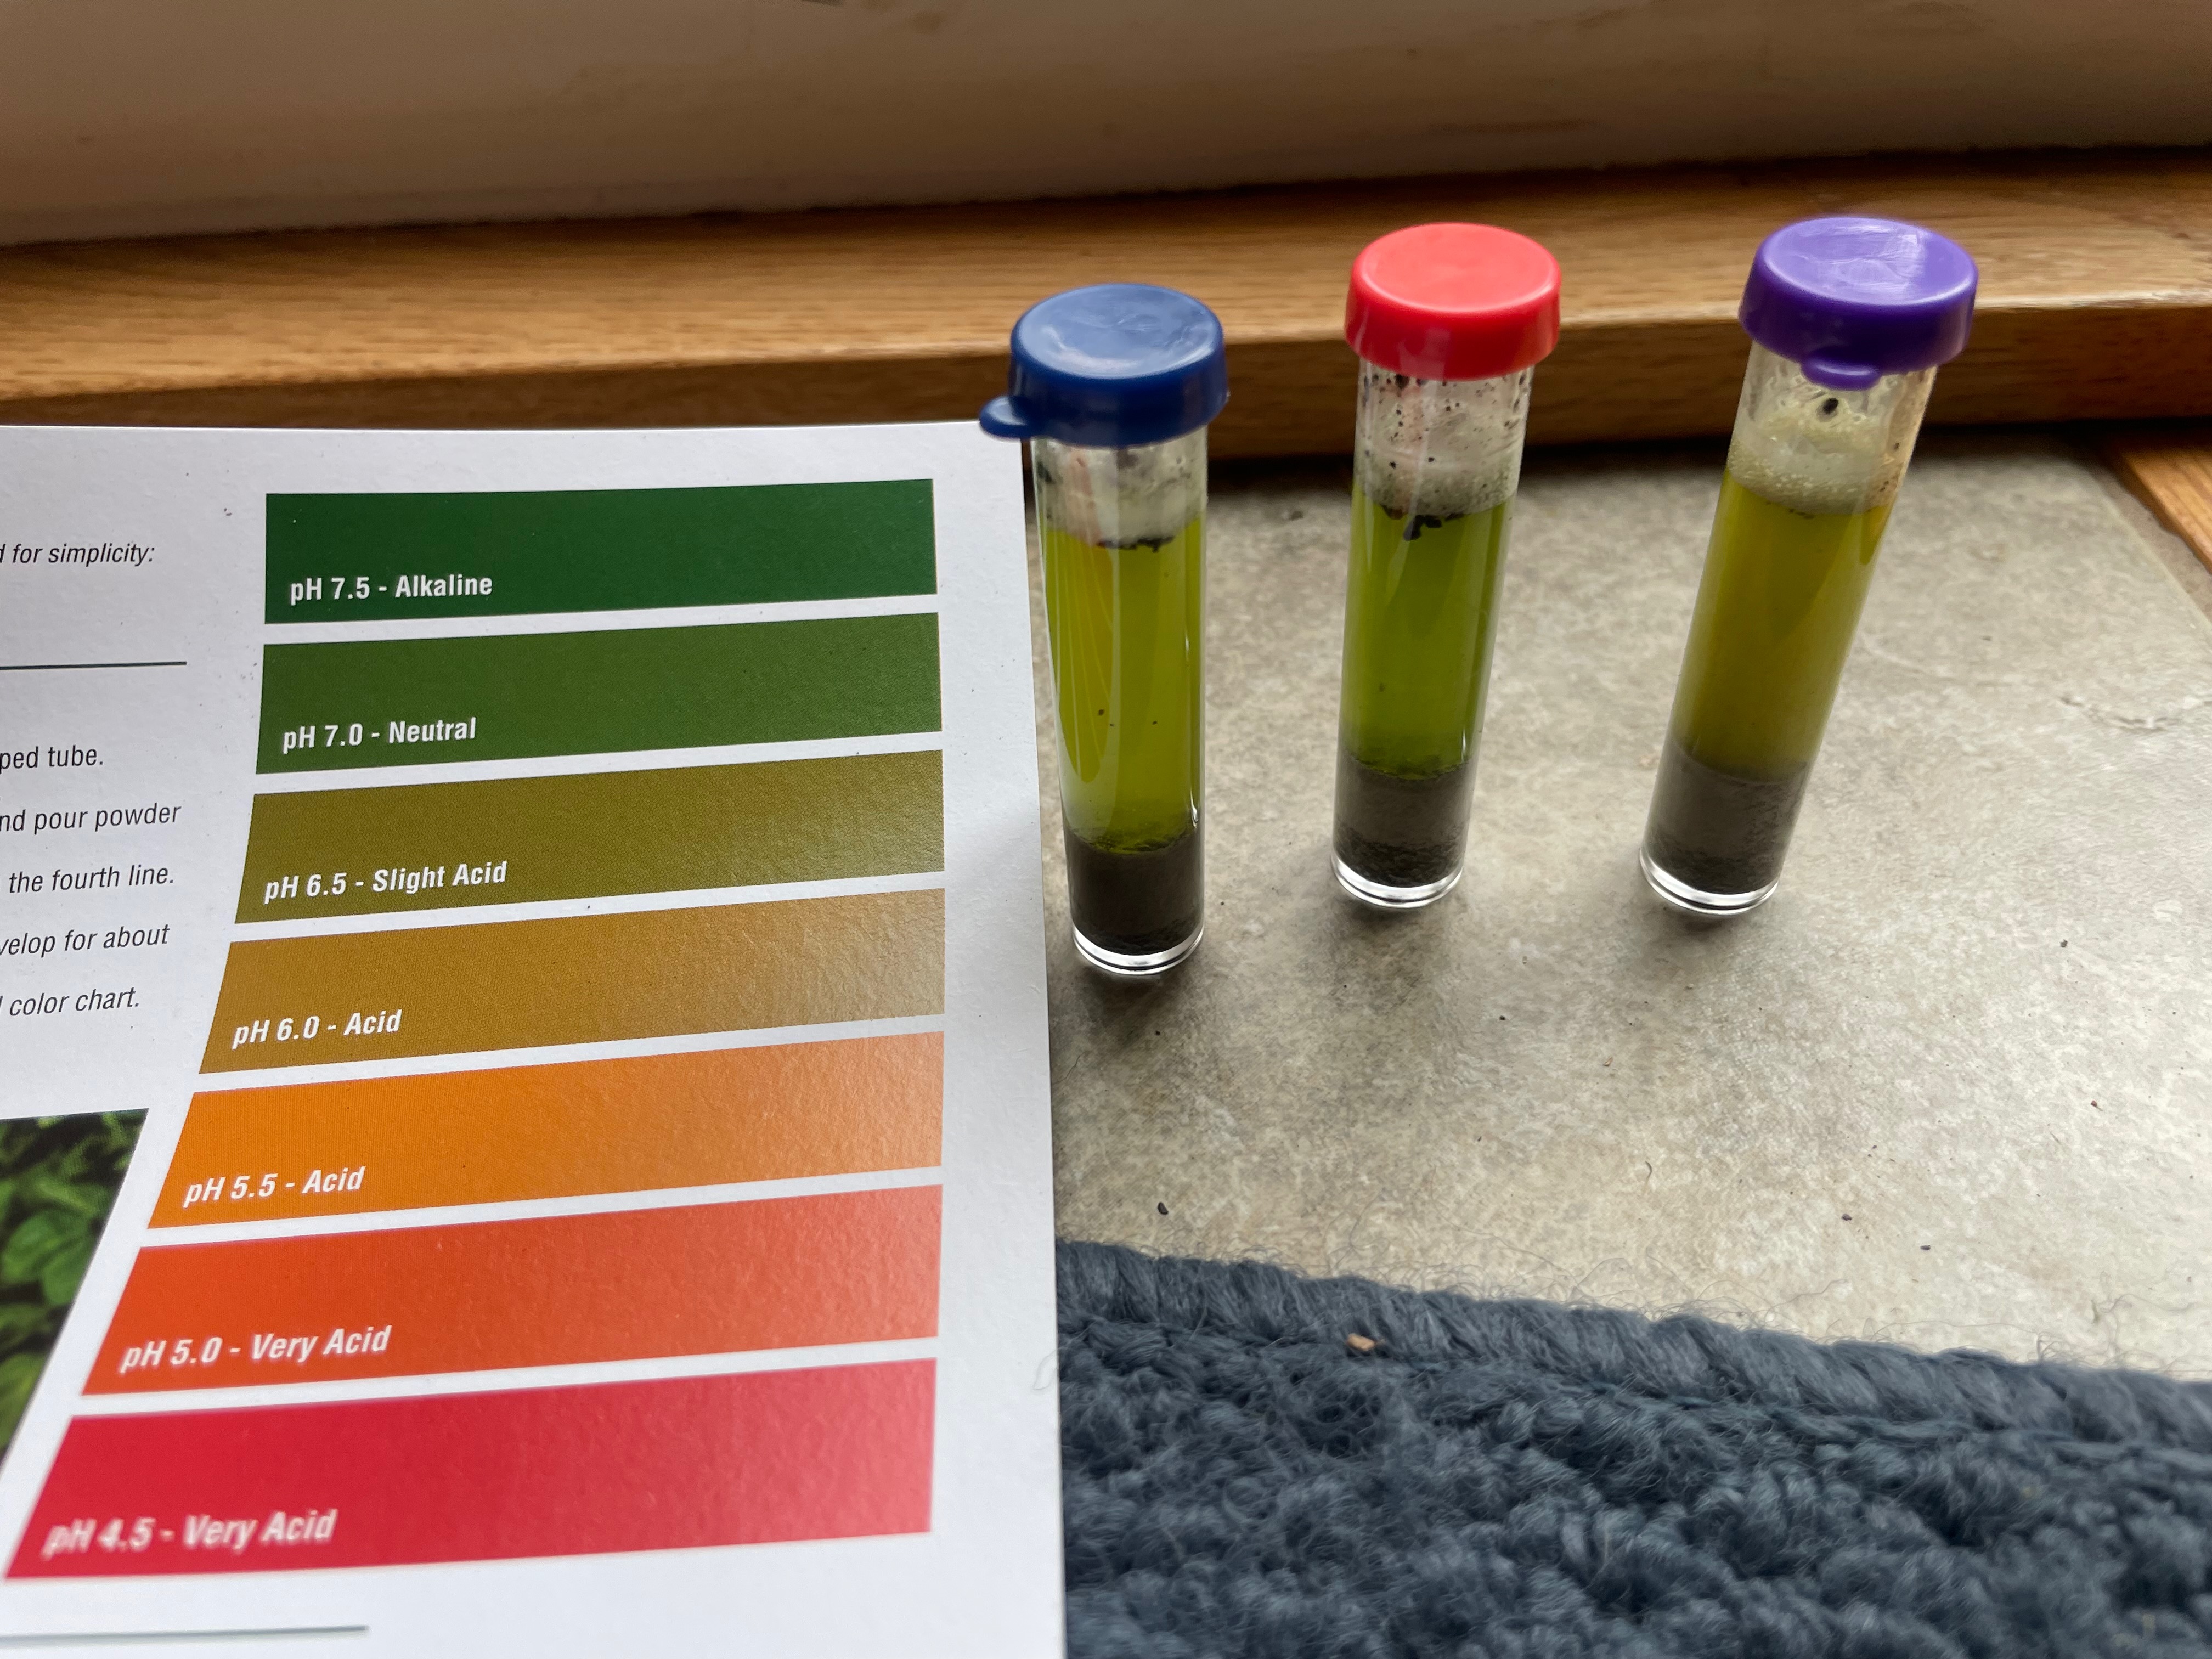 d for simplicity:
ped tube.
nd pour powder
the fourth line.
velop for about
color chart.
pH 7.5 - Alkaline
pH 7.0 - Neutral
pH 6.5 - Slight Acid
pH 6.0 - Acid
pH 5.5 - Acid
pH 5.0 - Very Acid
pH 4.5 - Very Acid